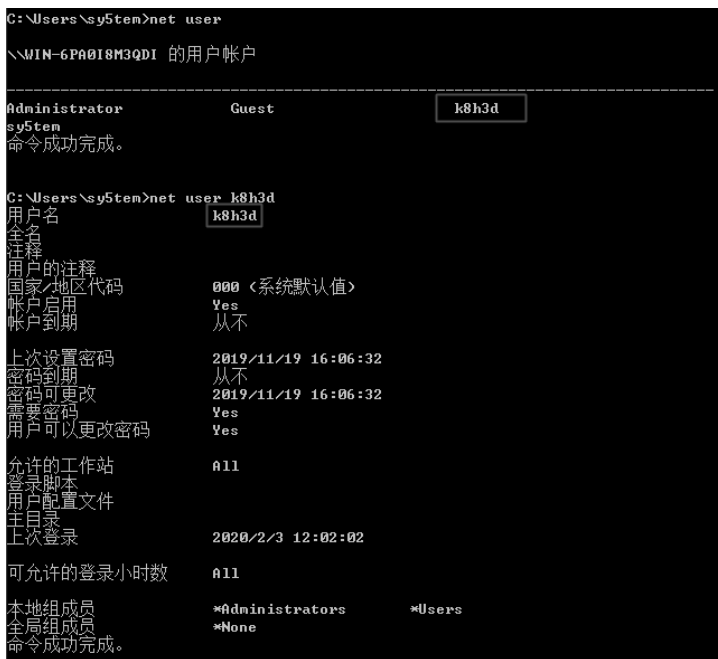 C:\Users\sy5tem>net user
\\WIN-6PA0I8M3QDI 的用户帐户
-------------------------------------------------------------------------------
Administrator Guest k8h3d
sy5tem
命令成功完成。
C:\Users\sy5tem>net user k8h3d
用户名 k8h3d
全名
注释
用户的注释
国家/地区代码 000 (系统默认值)
帐户启用 Yes
帐户到期 从不
上次设置密码 2019/11/19 16:06:32
密码到期 从不
密码可更改 2019/11/19 16:06:32
需要密码 Yes
用户可以更改密码 Yes
允许的工作站 All
登录脚本
用户配置文件
主目录
上次登录 2020/2/3 12:02:02
可允许的登录小时数 All
本地组成员 *Administrators *Users
全局组成员 *None
命令成功完成。